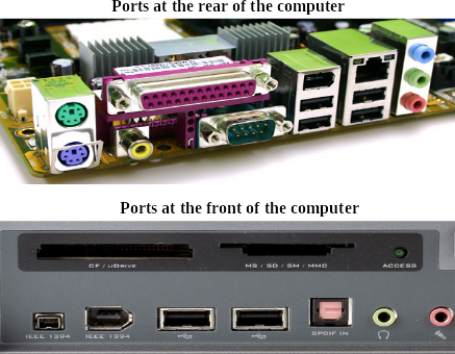 Ports at the rear of the computer
Ports at the front of the computer
CF / UDRIVE
MS / SD / SM / MMC
ACCESS
IEEE 1394
IEEE 1394
SPDIF IN